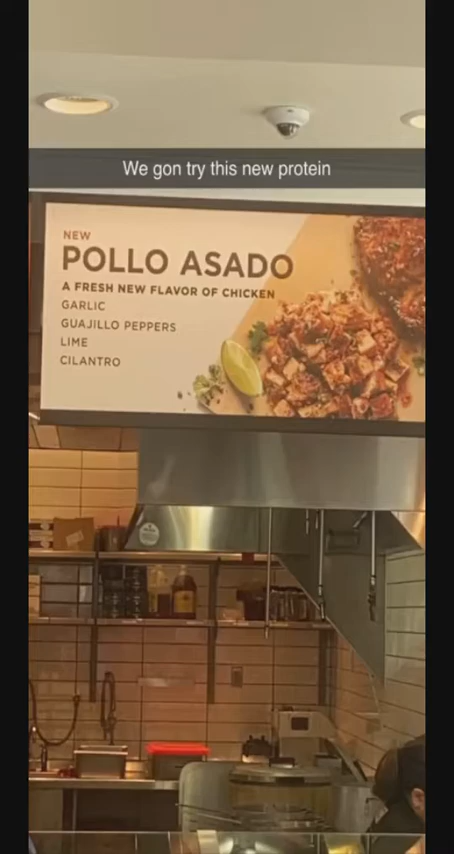 We gon try this new protein
NEW
POLLO ASADO
A FRESH NEW FLAVOR OF CHICKEN
GARLIC
GUAJILLO PEPPERS
LIME
CILANTRO